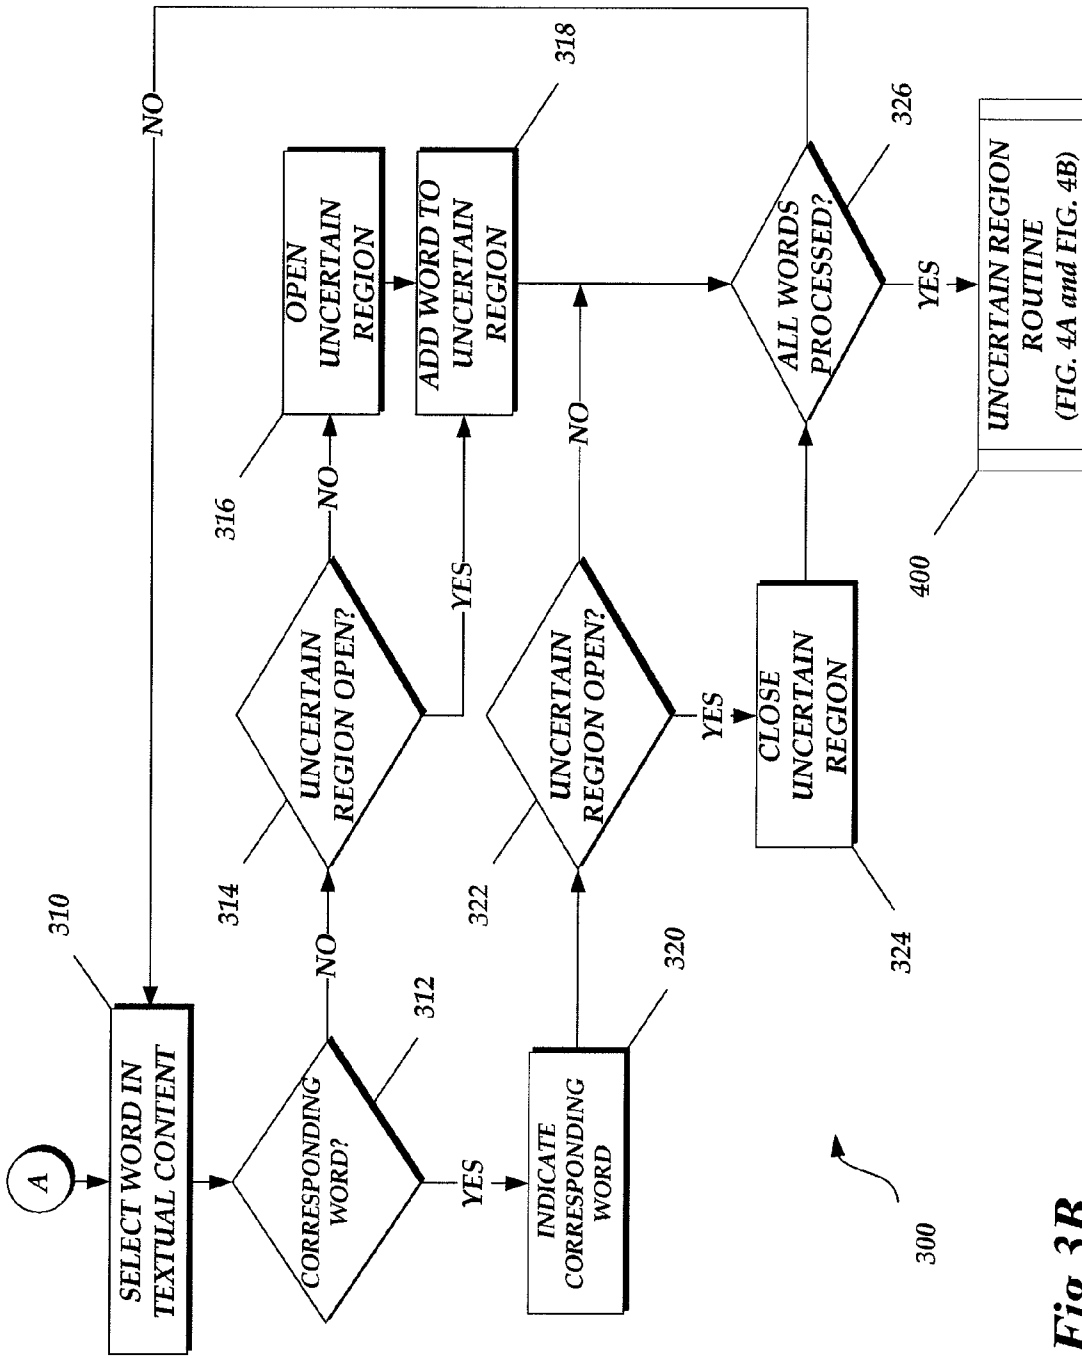 A
SELECT WORD IN
TEXTUAL CONTENT
310
NO
CORRESPONDING
WORD?
312
NO
YES
314
UNCERTAIN
REGION OPEN?
NO
YES
316
OPEN
UNCERTAIN
REGION
ADD WORD TO
UNCERTAIN
REGION
318
INDICATE
CORRESPONDING
WORD
320
322
UNCERTAIN
REGION OPEN?
NO
YES
CLOSE
UNCERTAIN
REGION
324
ALL WORDS
PROCESSED?
326
YES
300
400
UNCERTAIN REGION
ROUTINE
(FIG. 4A and FIG. 4B)
Fig.3B